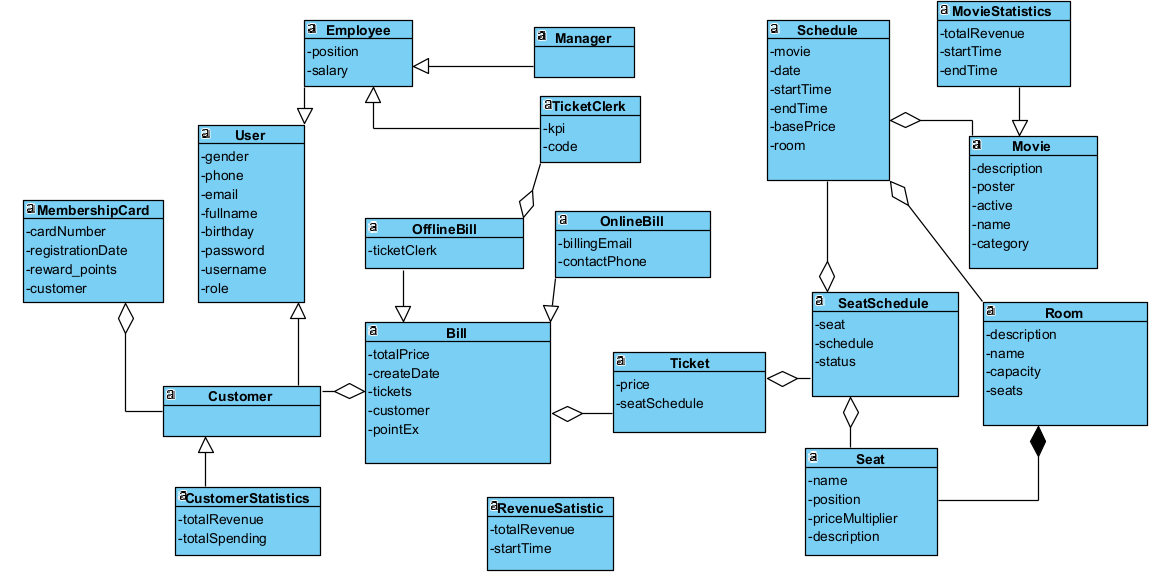 a Employee
-position
-salary
a Manager
a TicketClerk
-kpi
-code
a User
-gender
-phone
-email
-fullname
-birthday
-password
-username
-role
a MembershipCard
-cardNumber
-registrationDate
-reward_points
-customer
a OfflineBill
-ticketClerk
a OnlineBill
-billingEmail
-contactPhone
a Bill
-totalPrice
-createDate
-tickets
-customer
-pointEx
a Customer
a CustomerStatistics
-totalRevenue
-totalSpending
a RevenueSatistic
-totalRevenue
-startTime
a Ticket
-price
-seatSchedule
a Schedule
-movie
-date
-startTime
-endTime
-basePrice
-room
a MovieStatistics
-totalRevenue
-startTime
-endTime
a Movie
-description
-poster
-active
-name
-category
a SeatSchedule
-seat
-schedule
-status
a Room
-description
-name
-capacity
-seats
a Seat
-name
-position
-priceMultiplier
-description